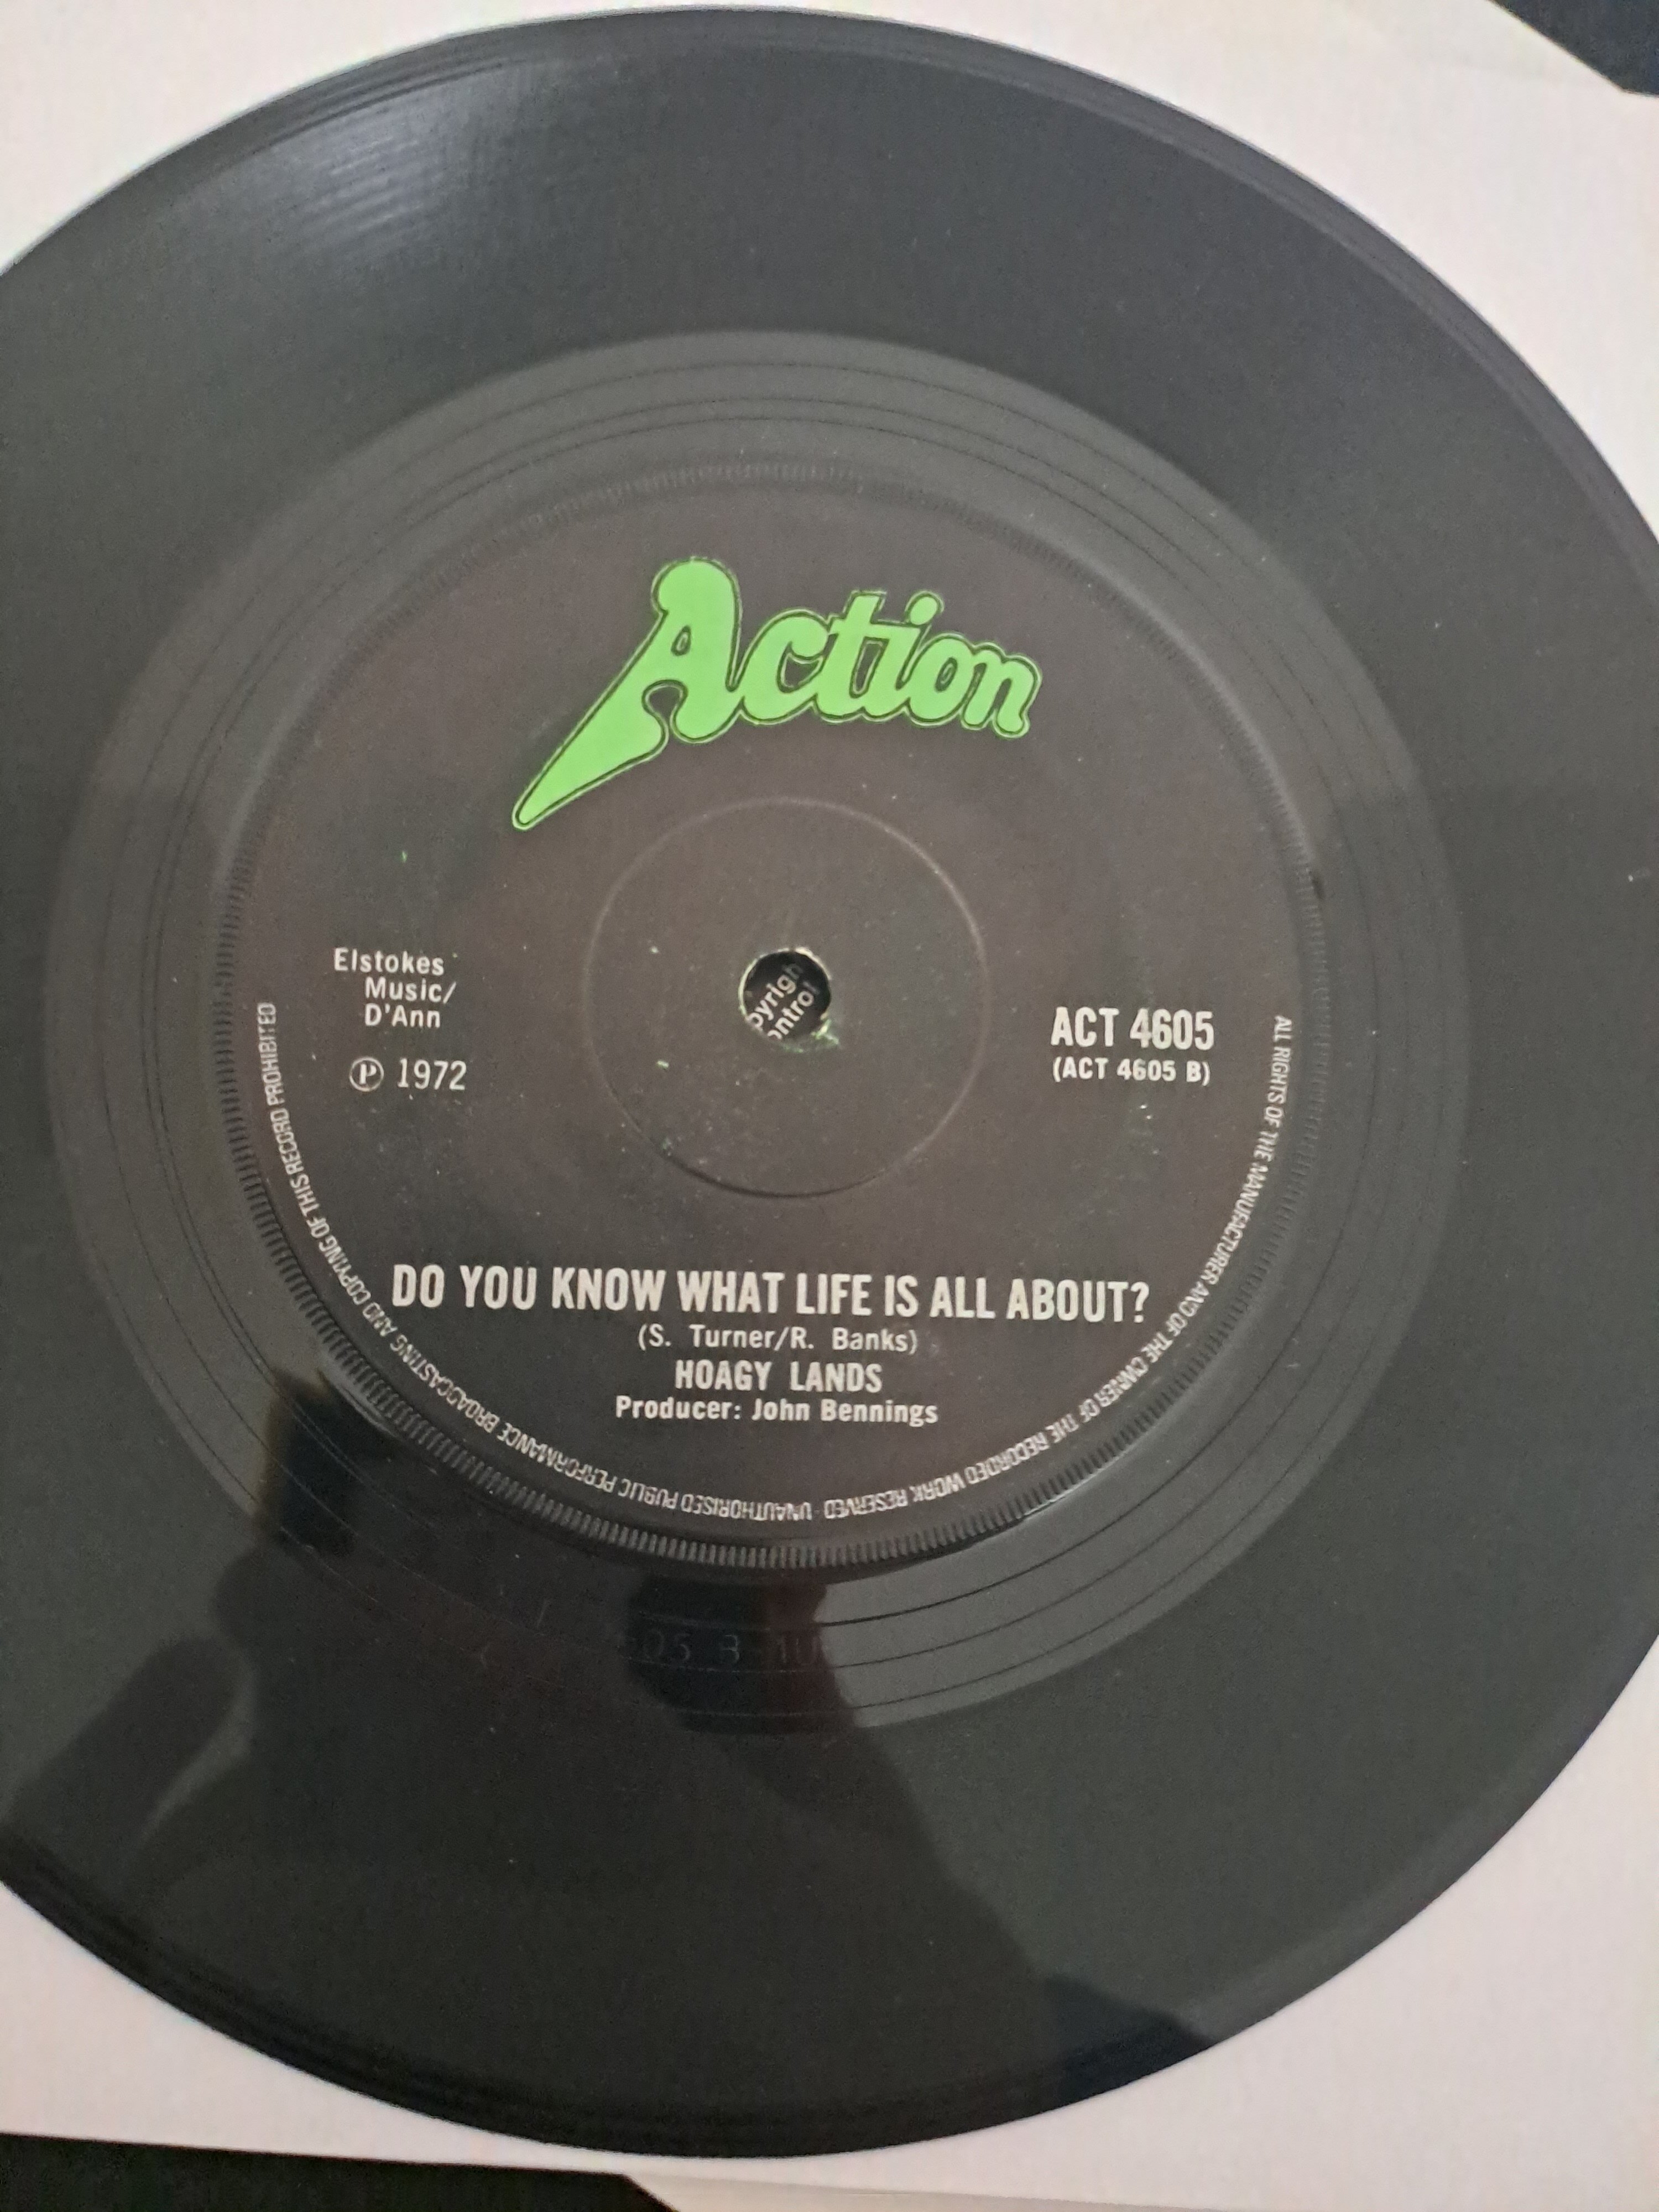 Action
Elstokes
Music/
D'Ann
Ⓟ 1972
pyrigh
ontrol
ACT 4605
(ACT 4605 B)
DO YOU KNOW WHAT LIFE IS ALL ABOUT?
(S. Turner/R. Banks)
HOAGY LANDS
Producer: John Bennings
ALL RIGHTS OF THE MANUFACTURER AND OF THE OWNER OF THE RECORDED WORK RESERVED · UNAUTHORISED PUBLIC PERFORMANCE BROADCASTING AND COPYING OF THIS RECORD PROHIBITED